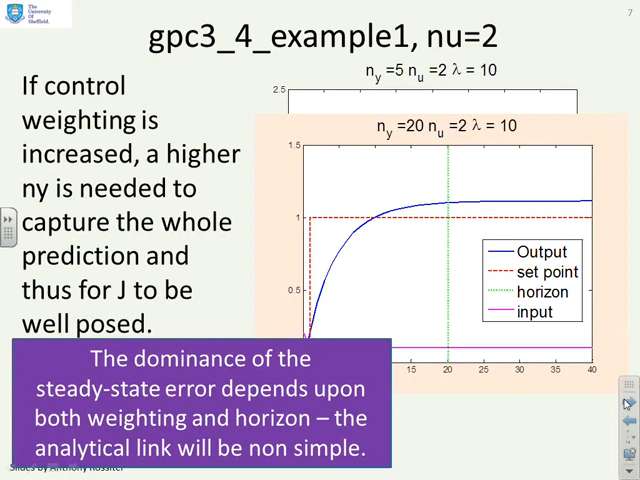 The
University
Of
Sheffield.
7
gpc3_4_example1, nu=2
If control
weighting is
increased, a higher
ny is needed to
capture the whole
prediction and
thus for J to be
well posed.
n_y =5 n_u =2 λ = 10
2.5
n_y =20 n_u =2 λ = 10
1.5
1
0.5
15 20 25 30 35 40
Output
set point
horizon
input
The dominance of the
steady-state error depends upon
both weighting and horizon – the
analytical link will be non simple.
Slides by Anthony Rossiter